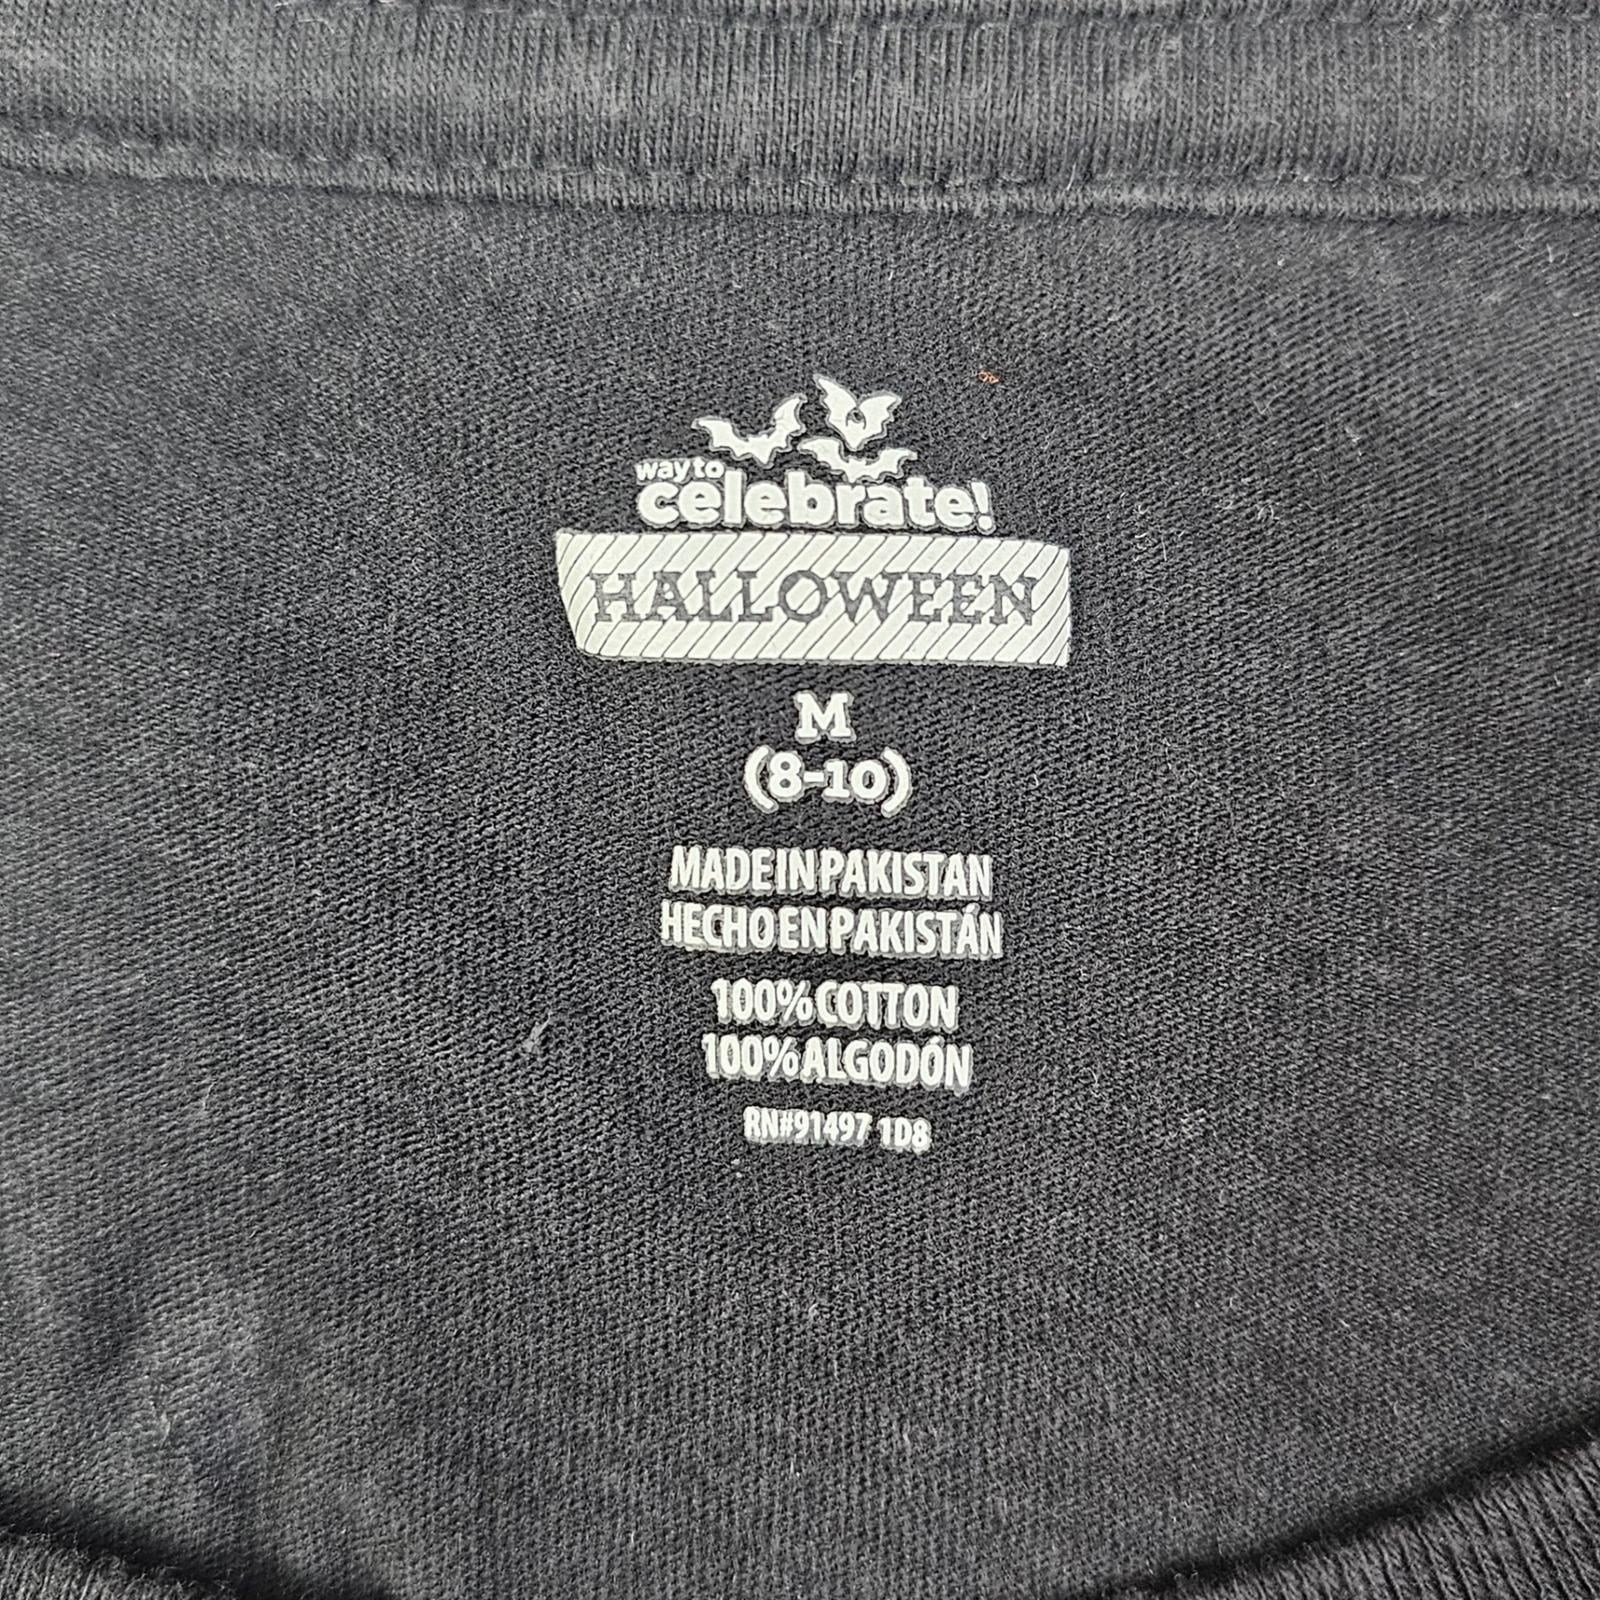 way to
celebrate!
HALLOWEEN
M
(8-10)
MADE IN PAKISTAN
HECHO EN PAKISTÁN
100% COTTON
100% ALGODÓN
RN#91497 1D8